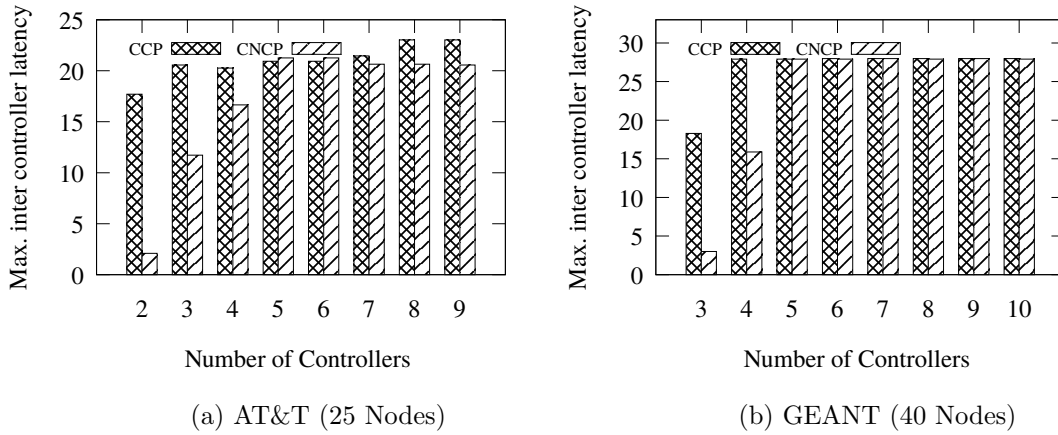 Max. inter controller latency
25
20
15
10
5
0
CCP CNCP
2 3 4 5 6 7 8 9
Number of Controllers
(a) AT&T (25 Nodes)
Max. inter controller latency
30
25
20
15
10
5
0
CCP CNCP
3 4 5 6 7 8 9 10
Number of Controllers
(b) GEANT (40 Nodes)